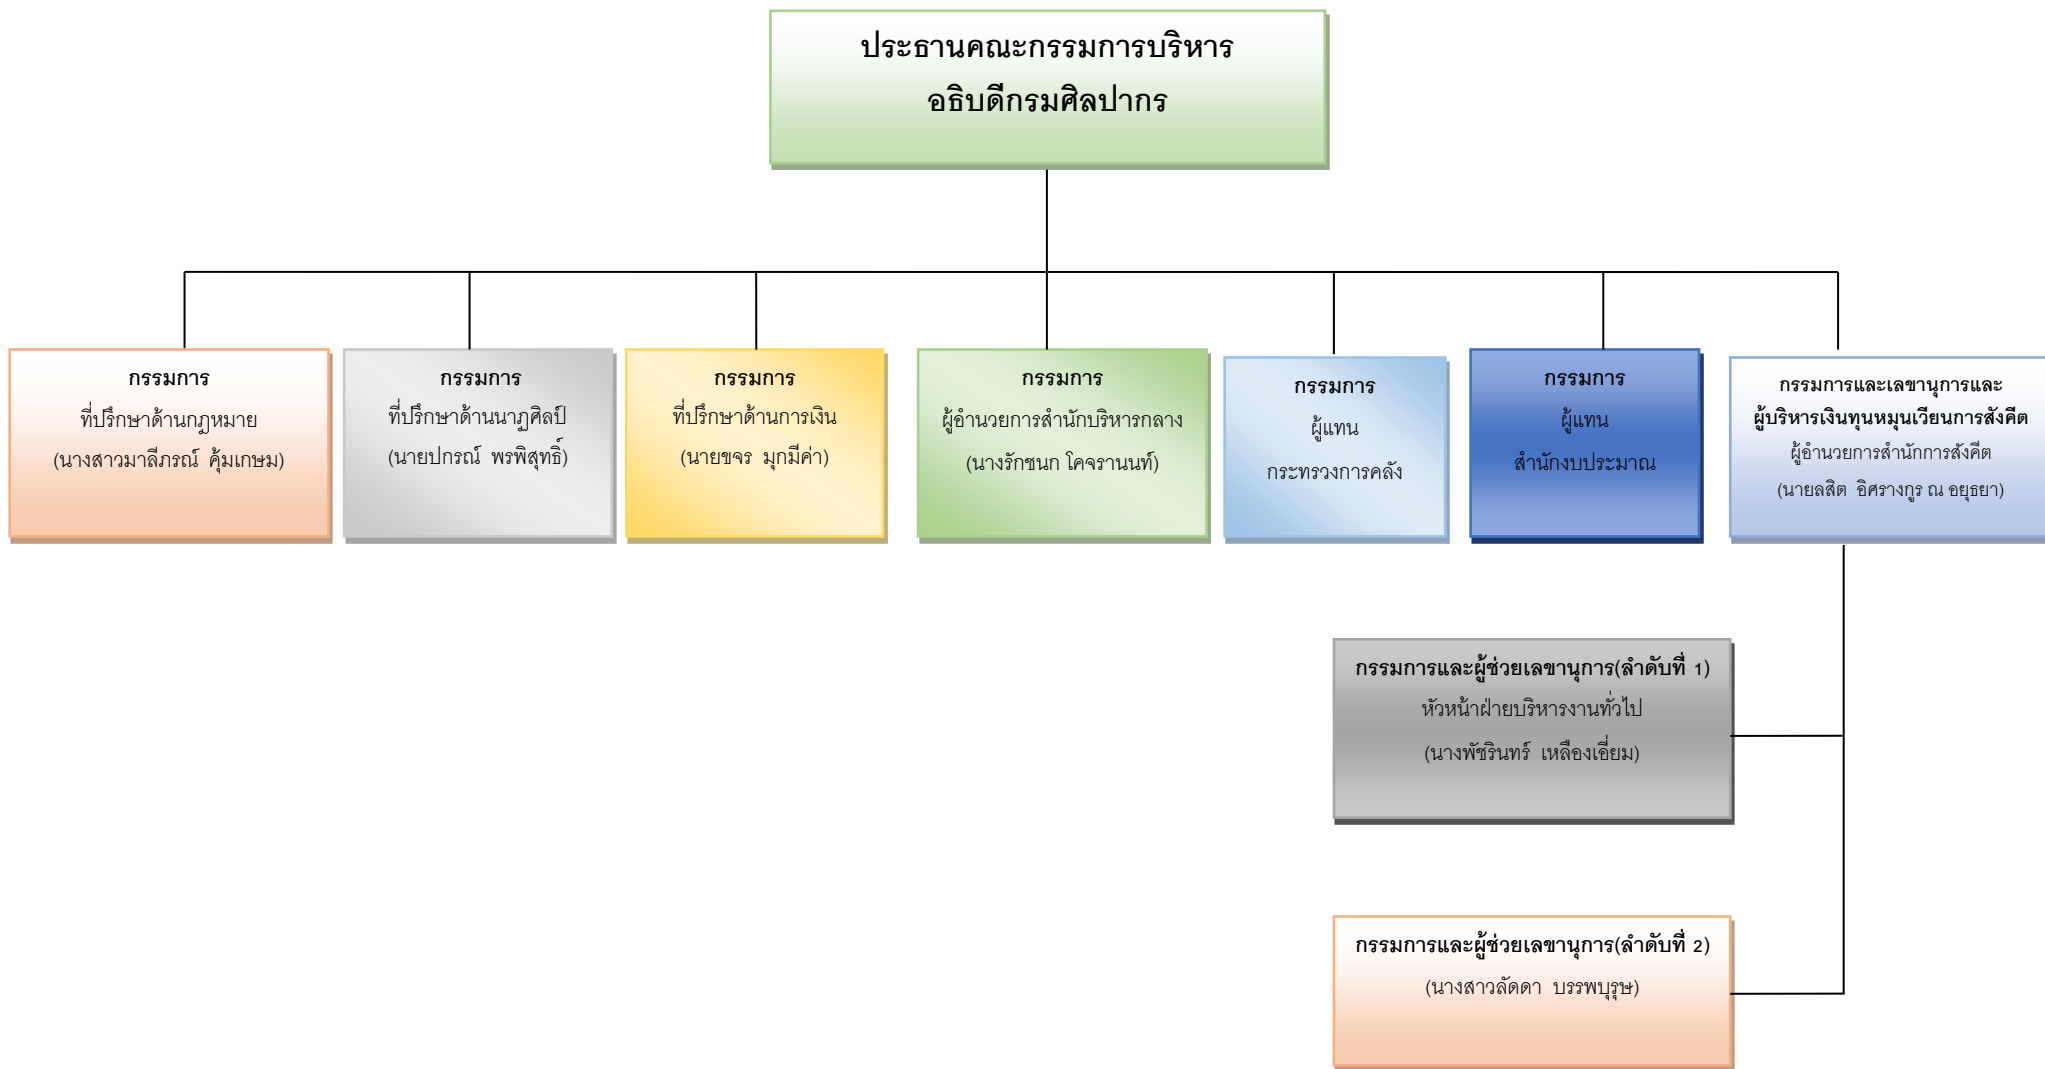 ประธานคณะกรรมการบริหาร
อธิบดีกรมศิลปากร
กรรมการ
ที่ปรึกษาด้านกฎหมาย
(นางสาวมาลีภรณ์ คุ้มเกษม)
กรรมการ
ที่ปรึกษาด้านนาฏศิลป์
(นายปกรณ์ พรพิสุทธิ์)
กรรมการ
ที่ปรึกษาด้านการเงิน
(นายขจร มุกมีค่า)
กรรมการ
ผู้อำนวยการสำนักบริหารกลาง
(นางรักชนก โคจรานนท์)
กรรมการ
ผู้แทน
กระทรวงการคลัง
กรรมการ
ผู้แทน
สำนักงบประมาณ
กรรมการและเลขานุการและ
ผู้บริหารเงินทุนหมุนเวียนการสังคีต
ผู้อำนวยการสำนักการสังคีต
(นายลสิต อิศรางกูร ณ อยุธยา)
กรรมการและผู้ช่วยเลขานุการ(ลำดับที่ 1)
หัวหน้าฝ่ายบริหารงานทั่วไป
(นางพัชรินทร์ เหลืองเอี่ยม)
กรรมการและผู้ช่วยเลขานุการ(ลำดับที่ 2)
(นางสาวลัดดา บรรพบุรุษ)